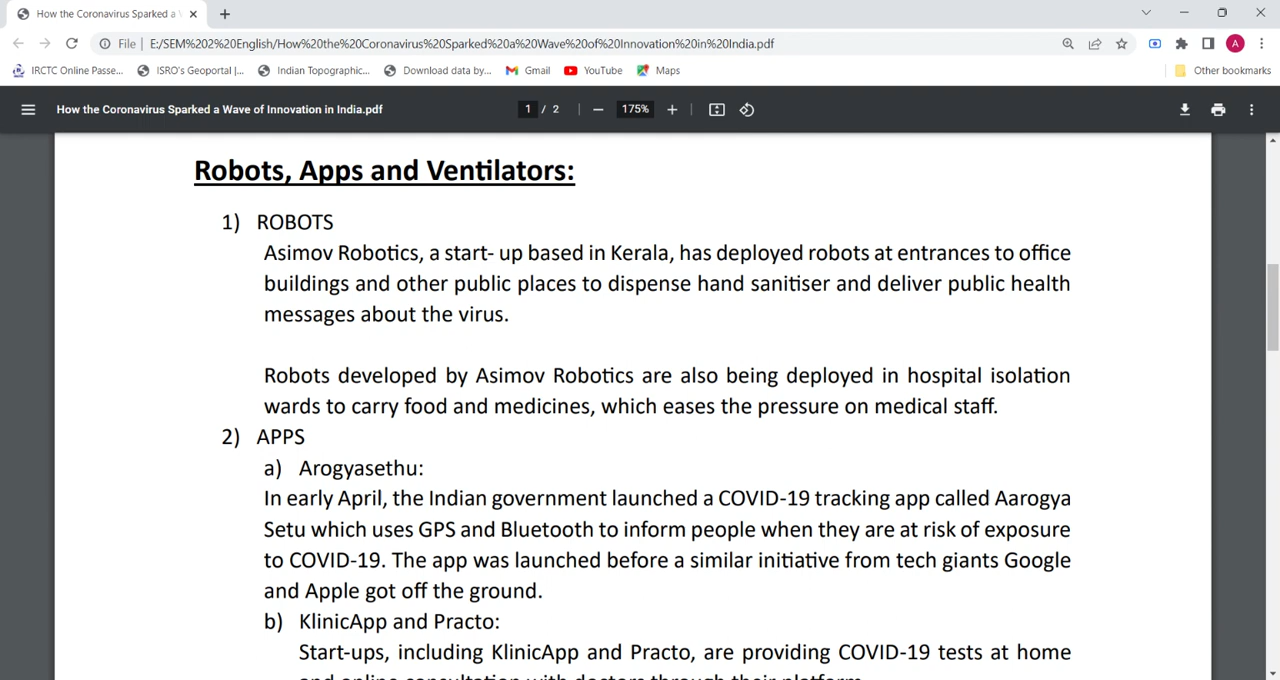 How the Coronavirus Sparked a
File
E:/SEM%202%20English/How%20the%20Coronavirus%20Sparked%20a%20Wave%20of%20Innovation%20in%20India.pdf
A
IRCTC Online Passe... ISRO's Geoportal |... Indian Topographic... Download data by... Gmail YouTube Maps Other bookmarks
How the Coronavirus Sparked a Wave of Innovation in India.pdf 1 / 2 175%
Robots, Apps and Ventilators:
1) ROBOTS
Asimov Robotics, a start- up based in Kerala, has deployed robots at entrances to office
buildings and other public places to dispense hand sanitiser and deliver public health
messages about the virus.
Robots developed by Asimov Robotics are also being deployed in hospital isolation
wards to carry food and medicines, which eases the pressure on medical staff.
2) APPS
a) Arogyasethu:
In early April, the Indian government launched a COVID-19 tracking app called Aarogya
Setu which uses GPS and Bluetooth to inform people when they are at risk of exposure
to COVID-19. The app was launched before a similar initiative from tech giants Google
and Apple got off the ground.
b) KlinicApp and Practo:
Start-ups, including KlinicApp and Practo, are providing COVID-19 tests at home
and online consultation with doctors through their platform.